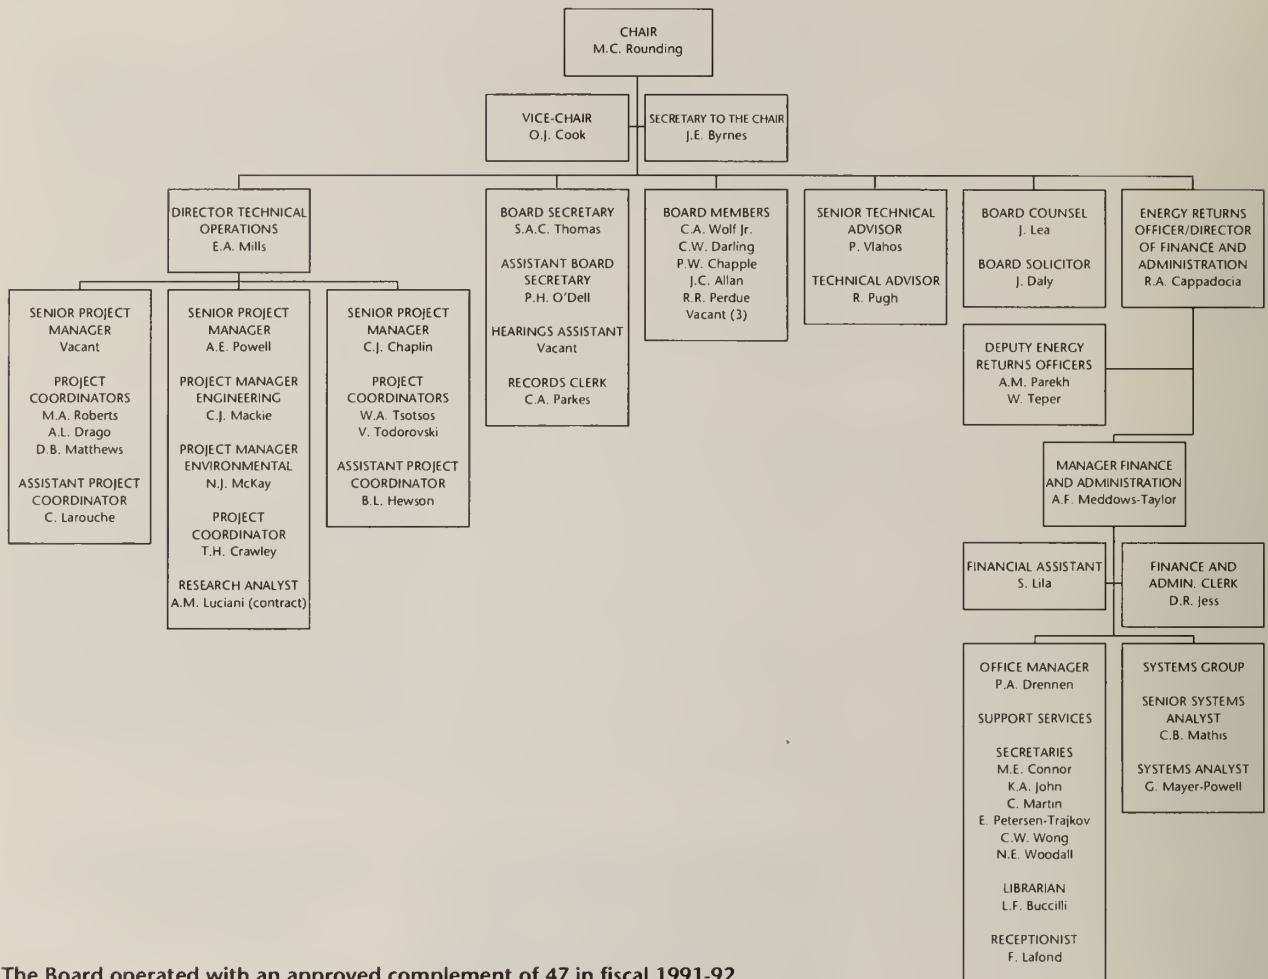 CHAIR
M.C. Rounding
VICE-CHAIR
O.J. Cook
SECRETARY TO THE CHAIR
J.E. Byrnes
DIRECTOR TECHNICAL
OPERATIONS
E.A. Mills
SENIOR PROJECT
MANAGER
Vacant
PROJECT
COORDINATORS
M.A. Roberts
A.L. Drago
D.B. Matthews
ASSISTANT PROJECT
COORDINATOR
C. Larouche
SENIOR PROJECT
MANAGER
A.E. Powell
PROJECT MANAGER
ENGINEERING
C.J. Mackie
PROJECT MANAGER
ENVIRONMENTAL
N.J. McKay
PROJECT
COORDINATOR
T.H. Crawley
RESEARCH ANALYST
A.M. Luciani (contract)
SENIOR PROJECT
MANAGER
C.J. Chaplin
PROJECT
COORDINATORS
W.A. Tsotsos
V. Todorovski
ASSISTANT PROJECT
COORDINATOR
B.L. Hewson
BOARD SECRETARY
S.A.C. Thomas
ASSISTANT BOARD
SECRETARY
P.H. O'Dell
HEARINGS ASSISTANT
Vacant
RECORDS CLERK
C.A. Parkes
BOARD MEMBERS
C.A. Wolf Jr.
C.W. Darling
P.W. Chapple
J.C. Allan
R.R. Perdue
Vacant (3)
SENIOR TECHNICAL
ADVISOR
P. Vlahos
TECHNICAL ADVISOR
R. Pugh
BOARD COUNSEL
J. Lea
BOARD SOLICITOR
J. Daly
ENERGY RETURNS
OFFICER/DIRECTOR
OF FINANCE AND
ADMINISTRATION
R.A. Cappadocia
DEPUTY ENERGY
RETURNS OFFICERS
A.M. Parekh
W. Teper
MANAGER FINANCE
AND ADMINISTRATION
A.F. Meddows-Taylor
FINANCIAL ASSISTANT
S. Lila
FINANCE AND
ADMIN. CLERK
D.R. Jess
OFFICE MANAGER
P.A. Drennen
SUPPORT SERVICES
SECRETARIES
M.E. Connor
K.A. John
C. Martin
E. Petersen-Trajkov
C.W. Wong
N.E. Woodall
LIBRARIAN
L.F. Buccilli
RECEPTIONIST
F. Lafond
SYSTEMS GROUP
SENIOR SYSTEMS
ANALYST
C.B. Mathis
SYSTEMS ANALYST
G. Mayer-Powell
The Board operated with an approved complement of 47 in fiscal 1991-92